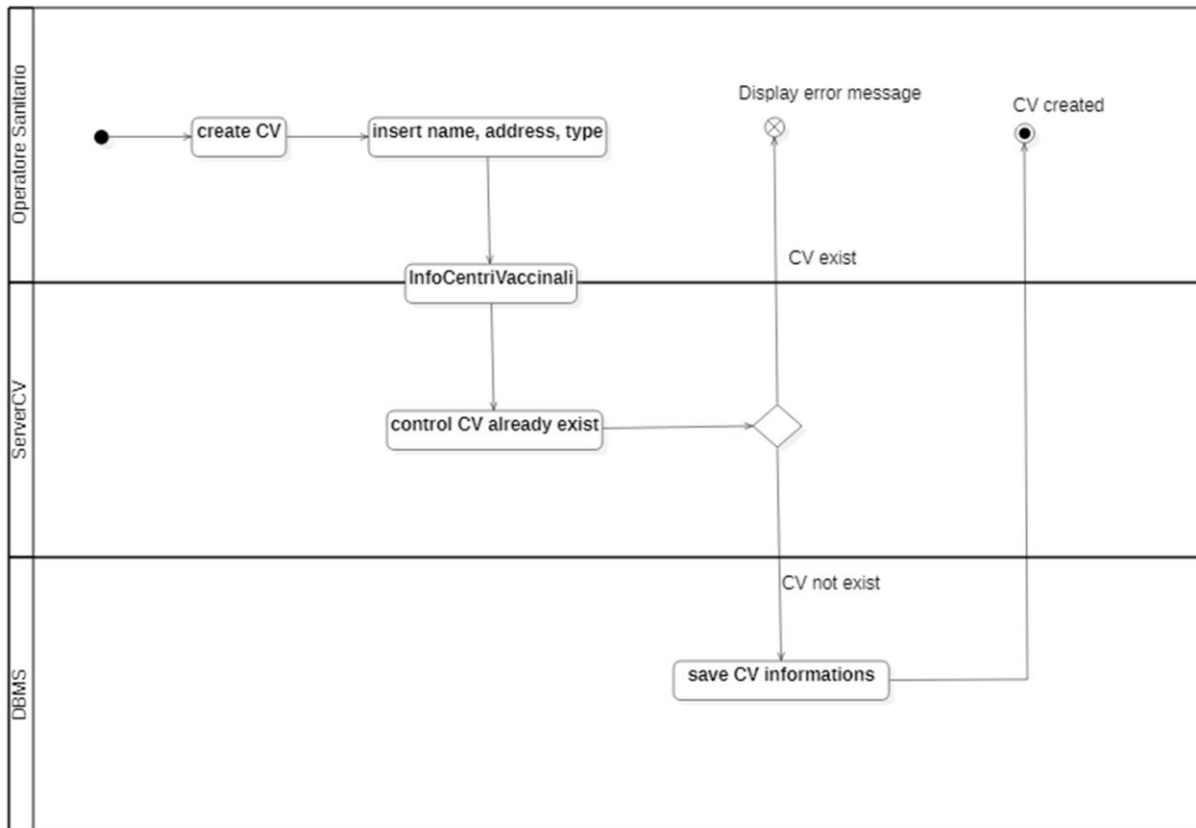 Operatore Sanitario
create CV
insert name, address, type
Display error message
CV created
CV exist
InfoCentriVaccinali
ServerCV
control CV already exist
CV not exist
DBMS
save CV informations